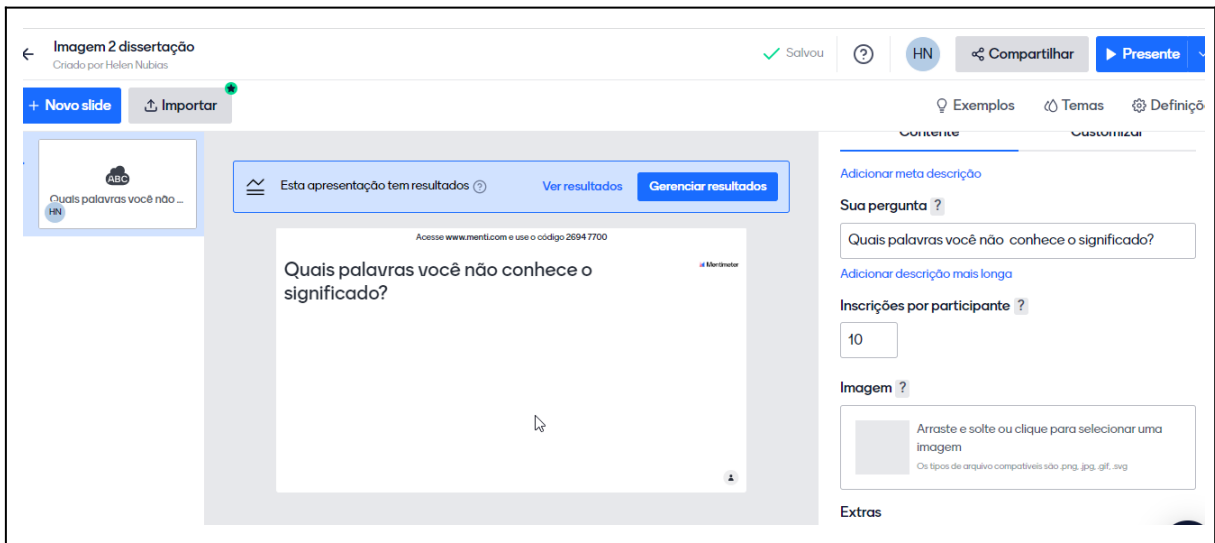 Imagem 2 dissertação
Criado por Helen Nubias
Salvou
HN
Compartilhar
Presente
+ Novo slide
Importar
Exemplos
Temas
Definiçõ
Contente
Customizar
ABC
Quais palavras você não ...
HN
Esta apresentação tem resultados
Ver resultados
Gerenciar resultados
Acesse www.menti.com e use o código 2694 7700
Quais palavras você não conhece o
significado?
Mentimeter
Adicionar meta descrição
Sua pergunta ?
Quais palavras você não conhece o significado?
Adicionar descrição mais longa
Inscrições por participante ?
10
Imagem ?
Arraste e solte ou clique para selecionar uma
imagem
Os tipos de arquivo compatíveis são .png, .jpg, .gif, .svg
Extras